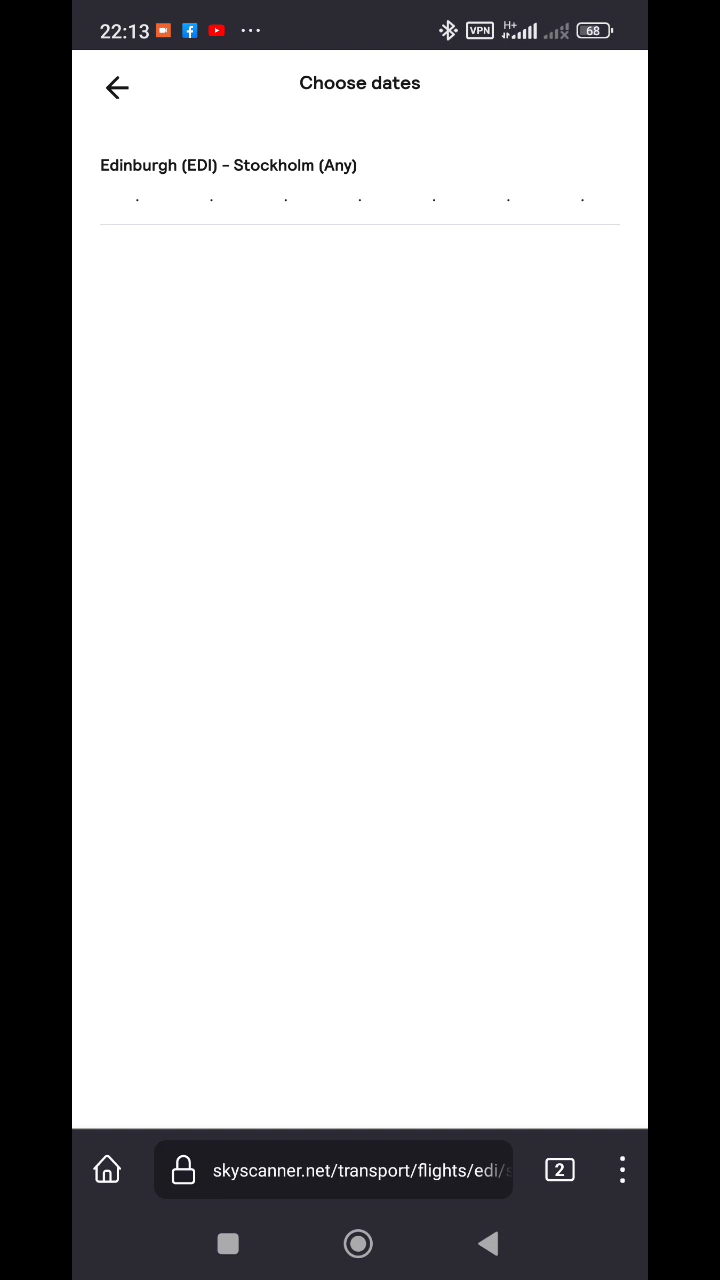 22:13 VPN H+ 68
Choose dates
Edinburgh (EDI) – Stockholm (Any)
skyscanner.net/transport/flights/edi/s
2